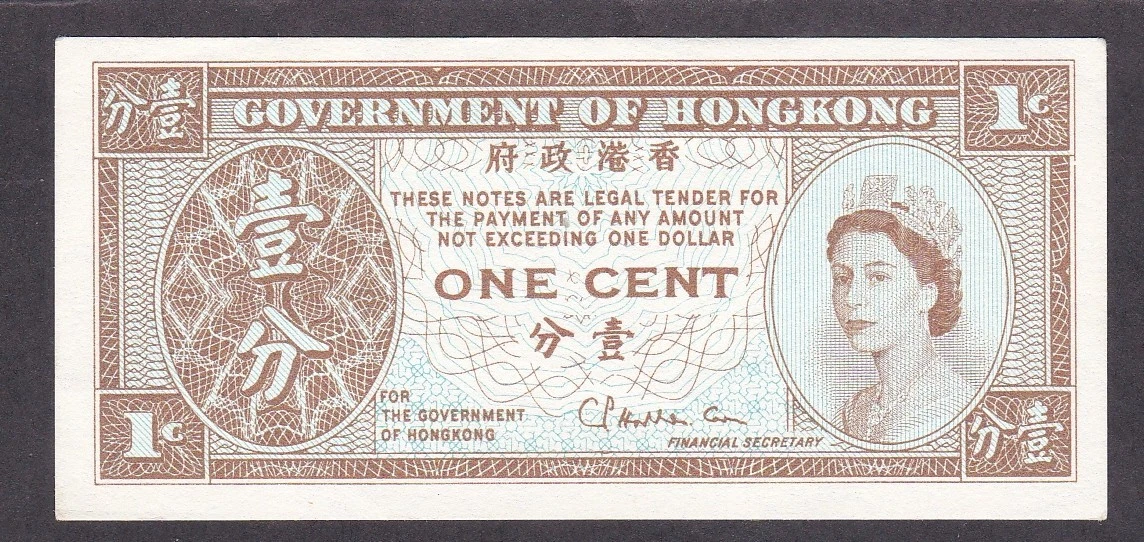 分壹
GOVERNMENT OF HONGKONG
1C
府政港香
THESE NOTES ARE LEGAL TENDER FOR
THE PAYMENT OF ANY AMOUNT
NOT EXCEEDING ONE DOLLAR
ONE CENT
分壹
壹
分
FOR
THE GOVERNMENT
OF HONGKONG
FINANCIAL SECRETARY
1C
分壹